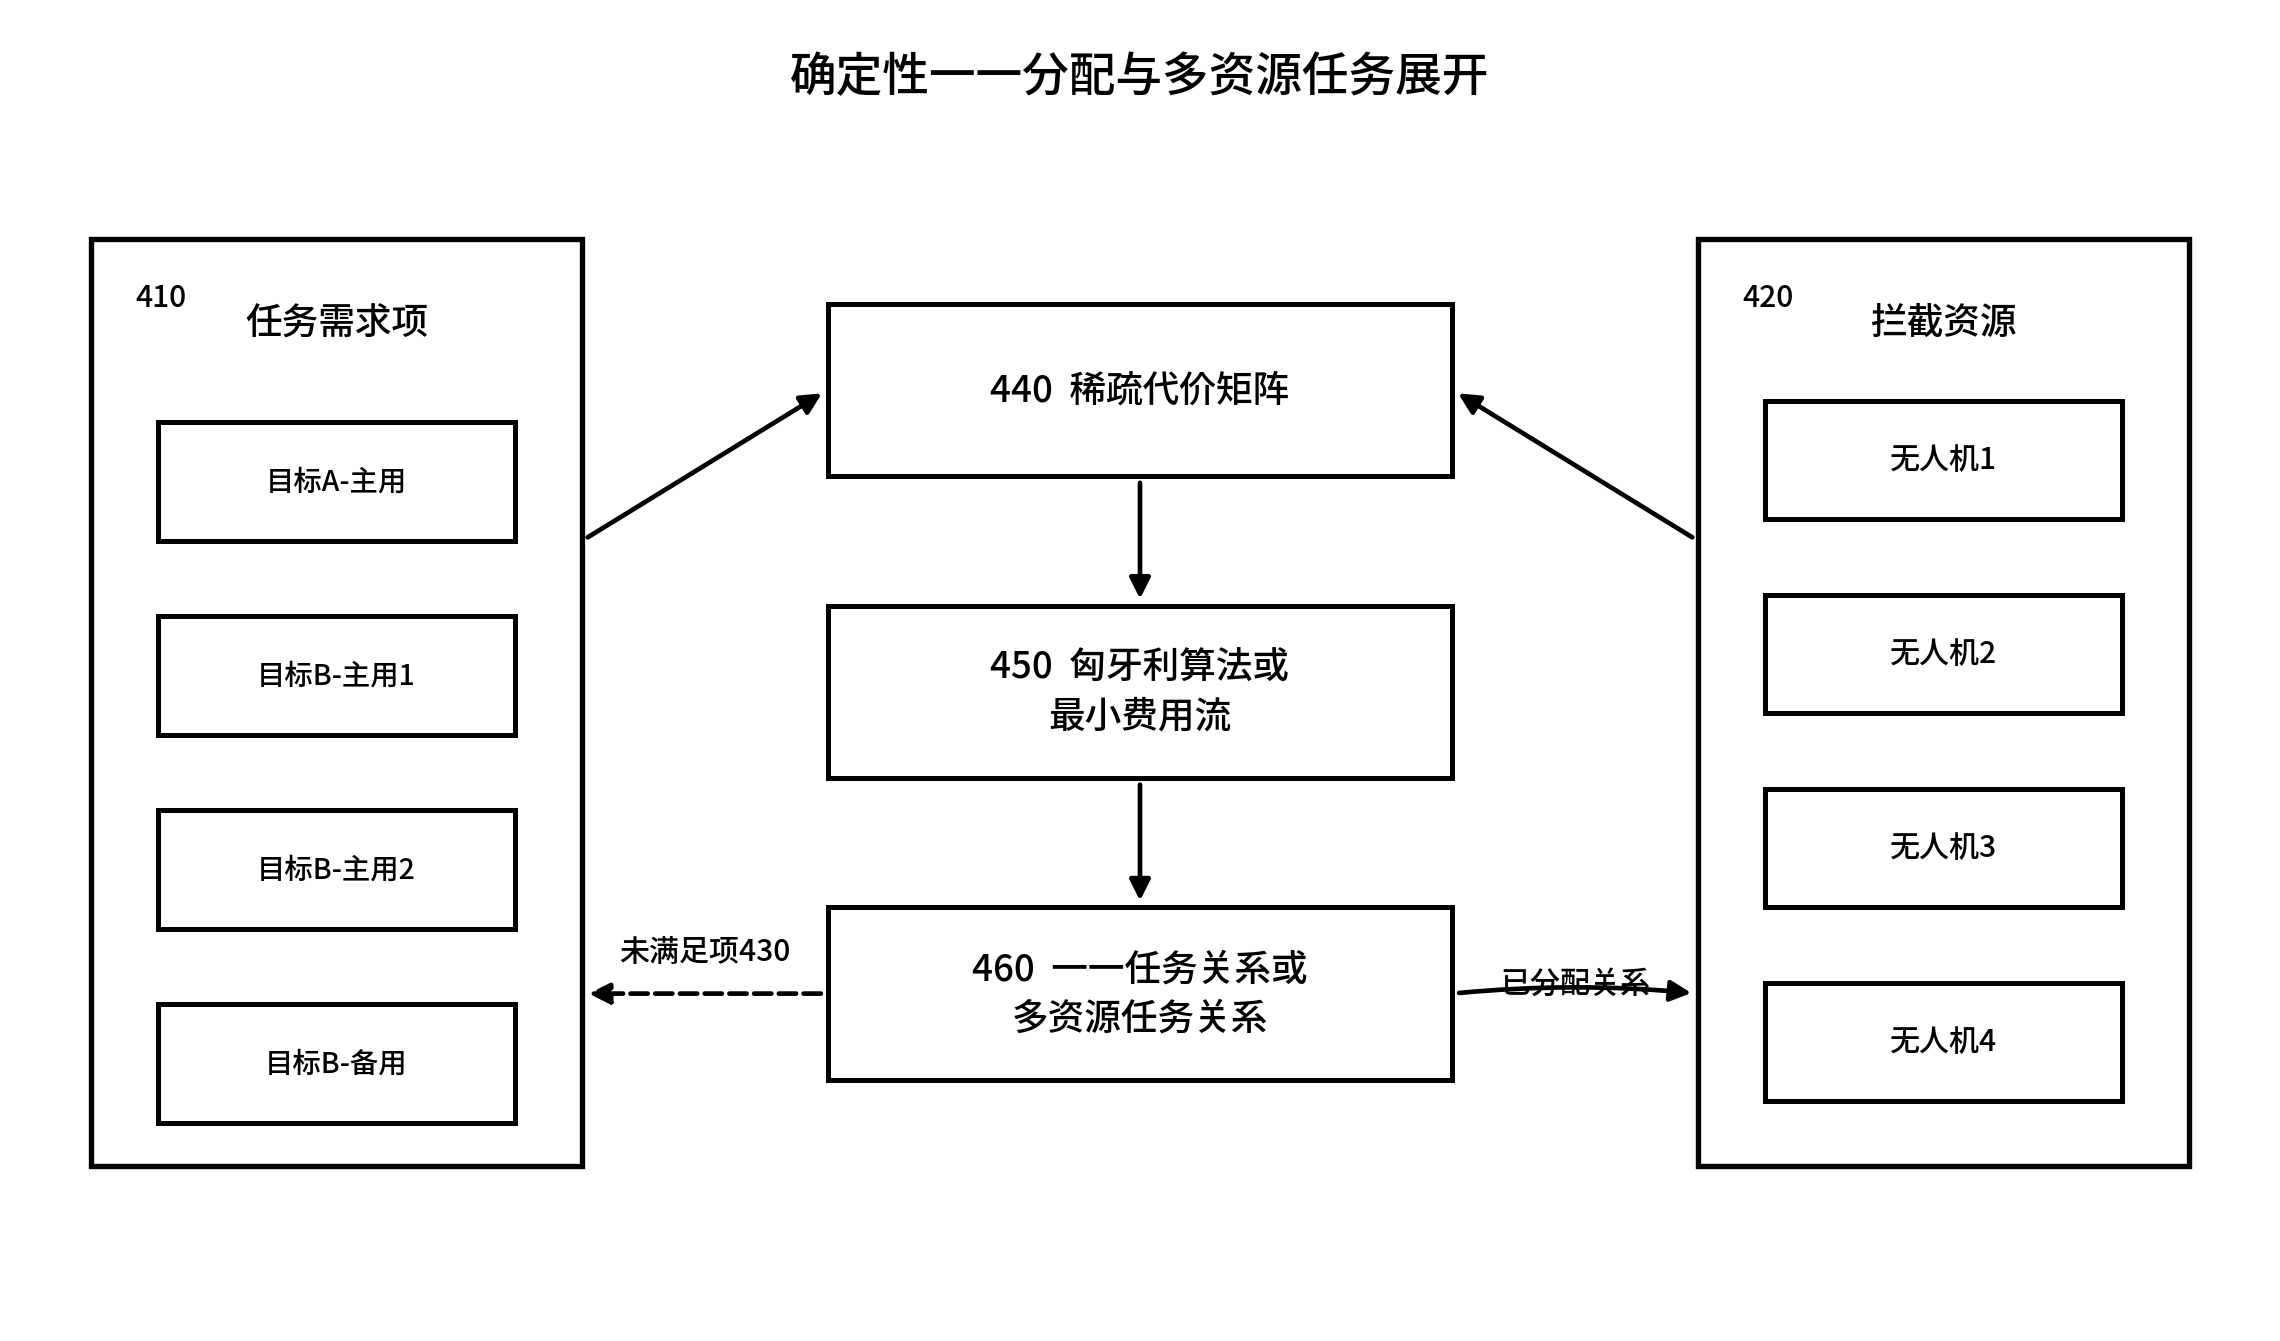 确定性一一分配与多资源任务展开
410
任务需求项
目标A-主用
目标B-主用1
目标B-主用2
目标B-备用
440 稀疏代价矩阵
450 匈牙利算法或
最小费用流
未满足项430
460 一一任务关系或
多资源任务关系
已分配关系
420
拦截资源
无人机1
无人机2
无人机3
无人机4